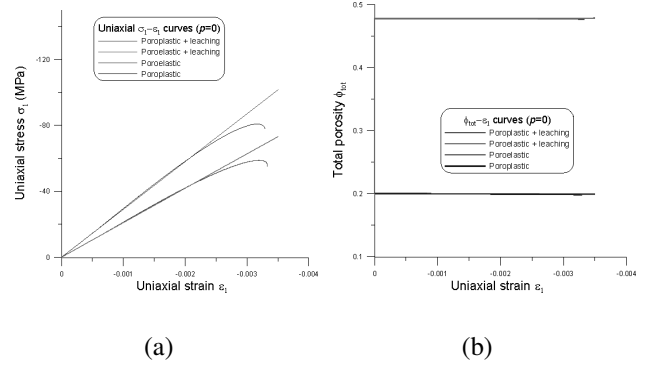 Uniaxial σ1–ε1 curves (p=0)
Poroplastic + leaching
Poroelastic + leaching
Poroelastic
Poroplastic
-120
-80
-40
0
Uniaxial stress σ1 (MPa)
0
-0.001
-0.002
-0.003
-0.004
Uniaxial strain ε1
(a)
0.5
0.4
0.3
0.2
0.1
Total porosity ϕtot
ϕtot–ε1 curves (p=0)
Poroplastic + leaching
Poroelastic + leaching
Poroelastic
Poroplastic
0
-0.001
-0.002
-0.003
-0.004
Uniaxial strain ε1
(b)